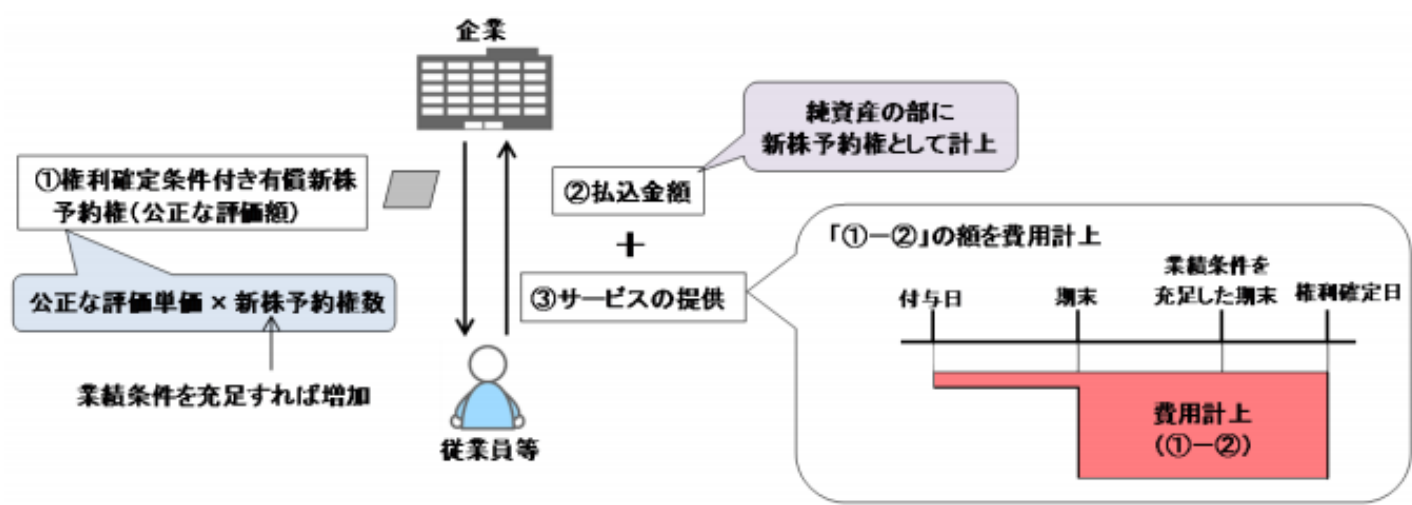 企業
純資産の部に
新株予約権として計上
①権利確定条件付き有償新株
予約権（公正な評価額）
②払込金額
+
③サービスの提供
公正な評価単価 × 新株予約権数
業績条件を充足すれば増加
従業員等
「①－②」の額を費用計上
付与日
期末
業績条件を
充足した期末
権利確定日
費用計上
（①－②）